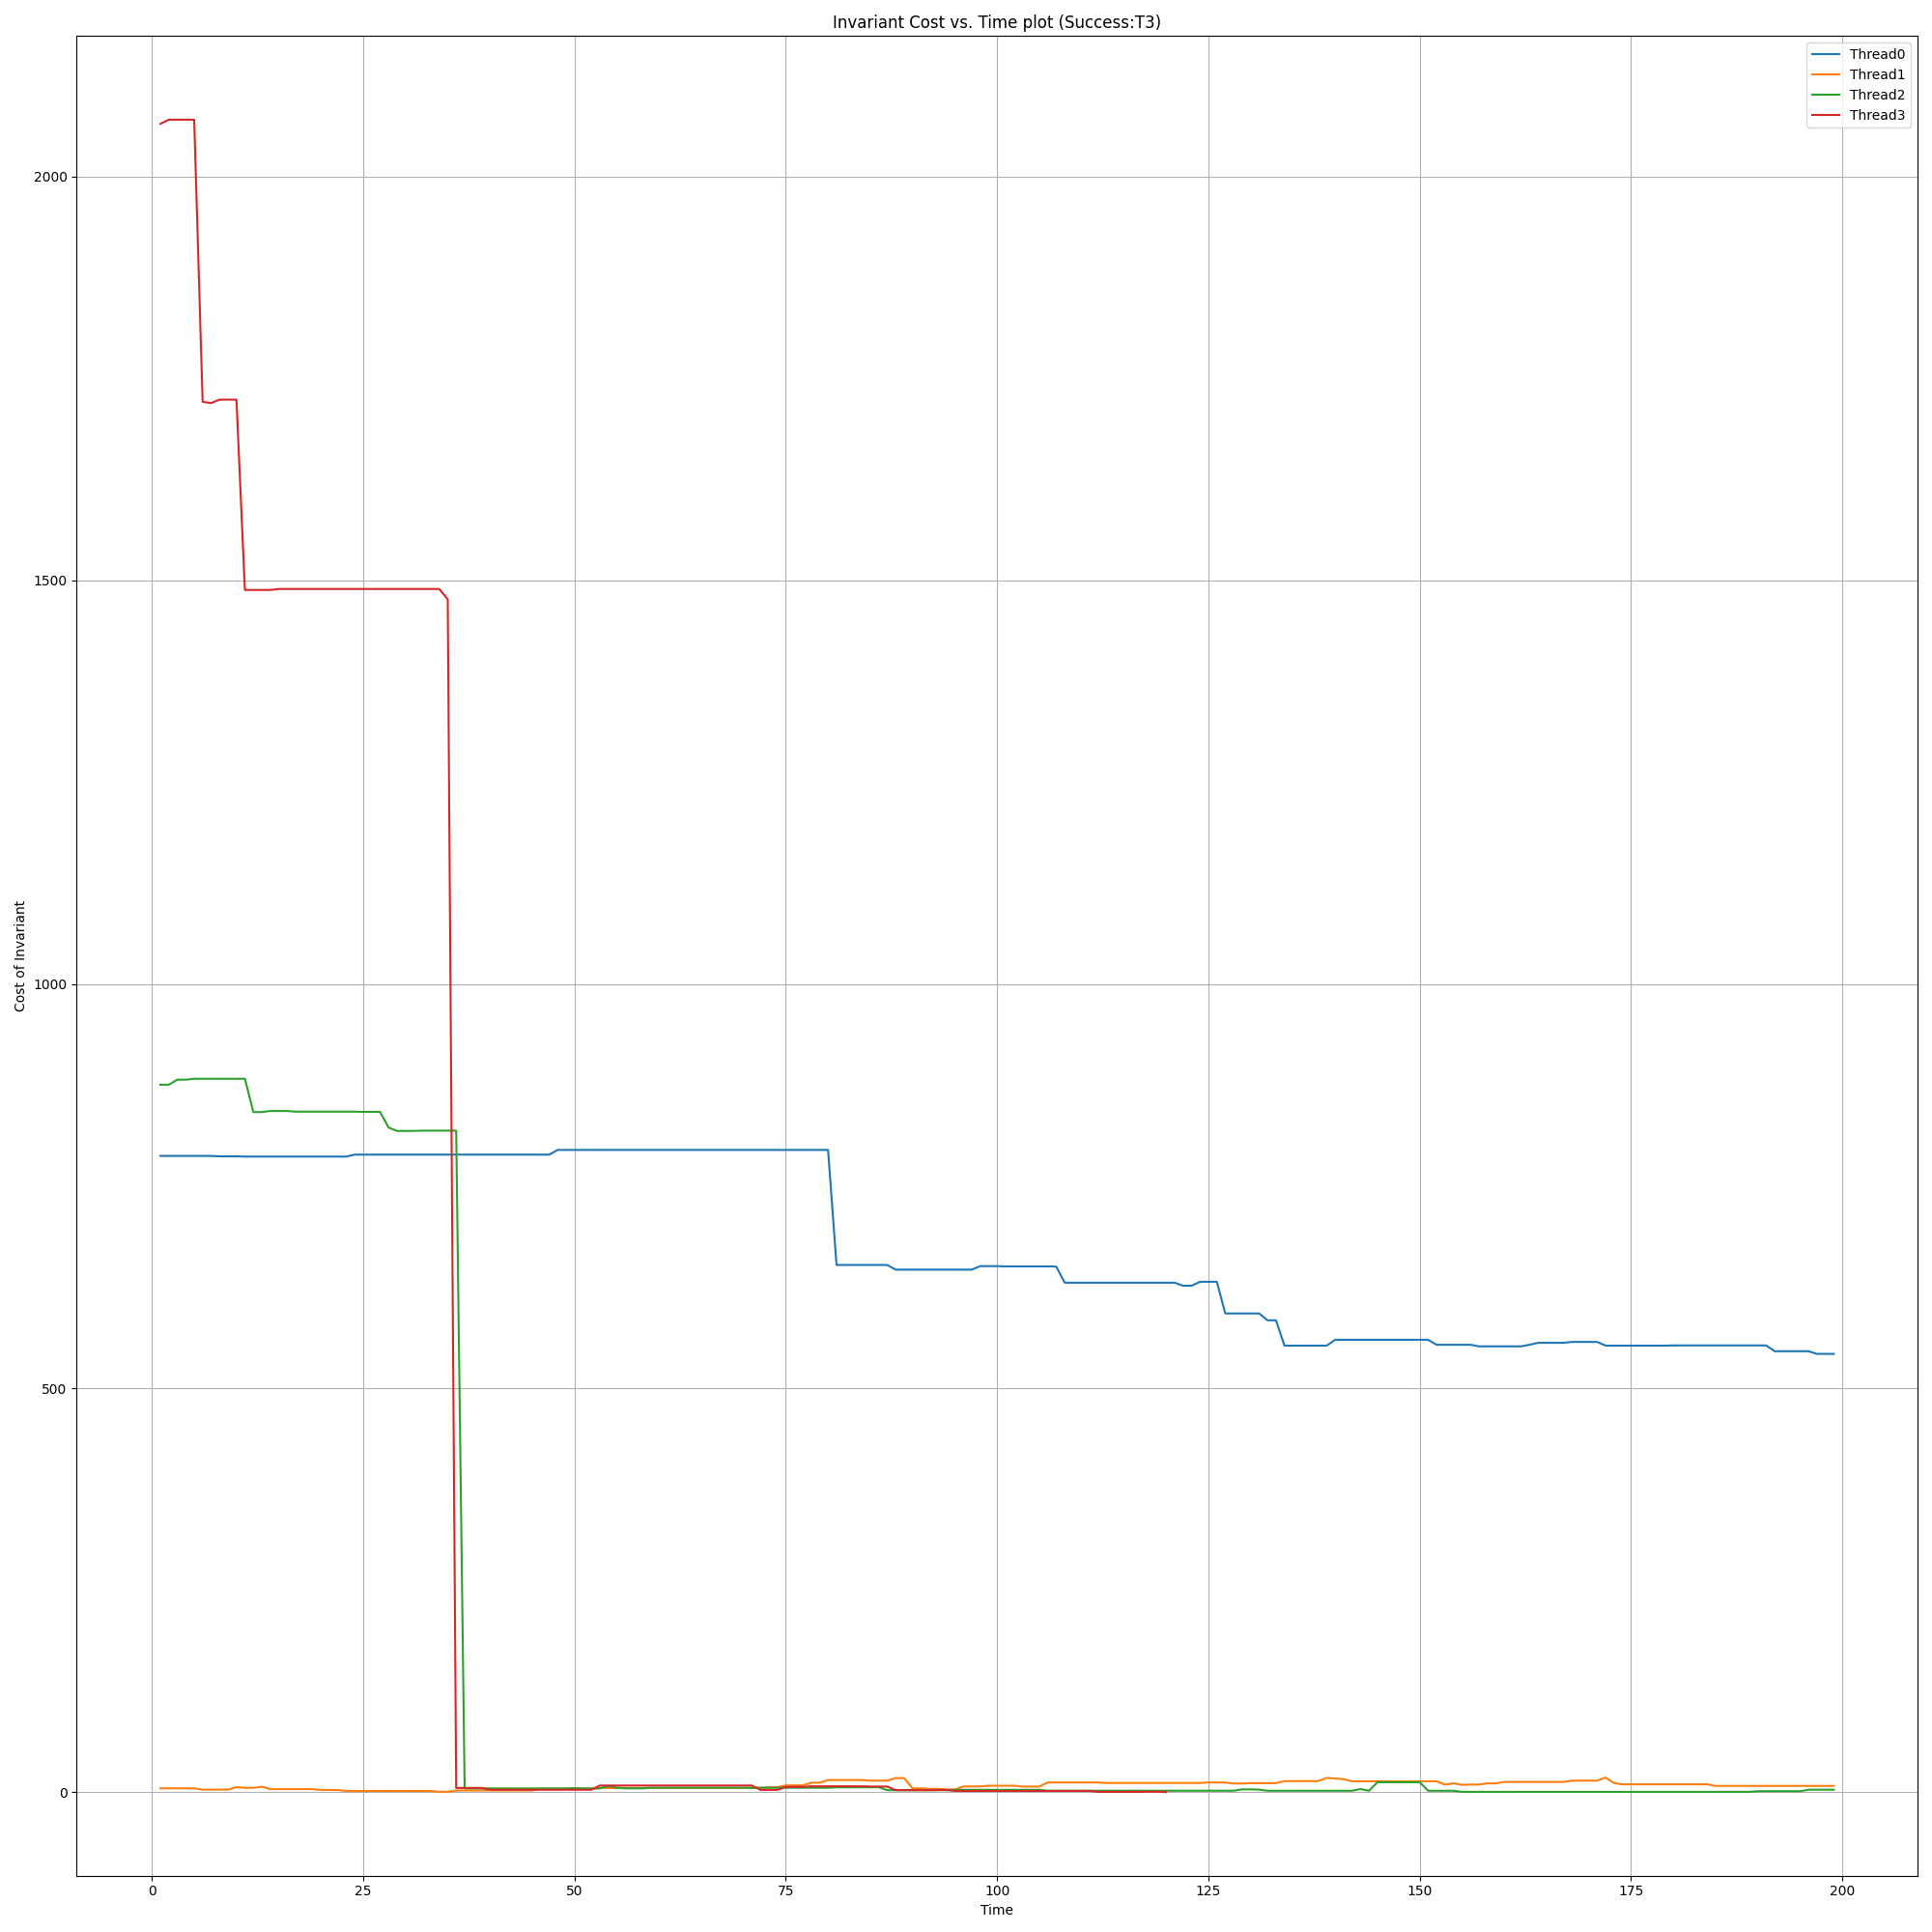 Invariant Cost vs. Time plot (Success:T3)
Thread0
Thread1
Thread2
Thread3
2000
1500
1000
500
0
Cost of Invariant
0 25 50 75 100 125 150 175 200
Time